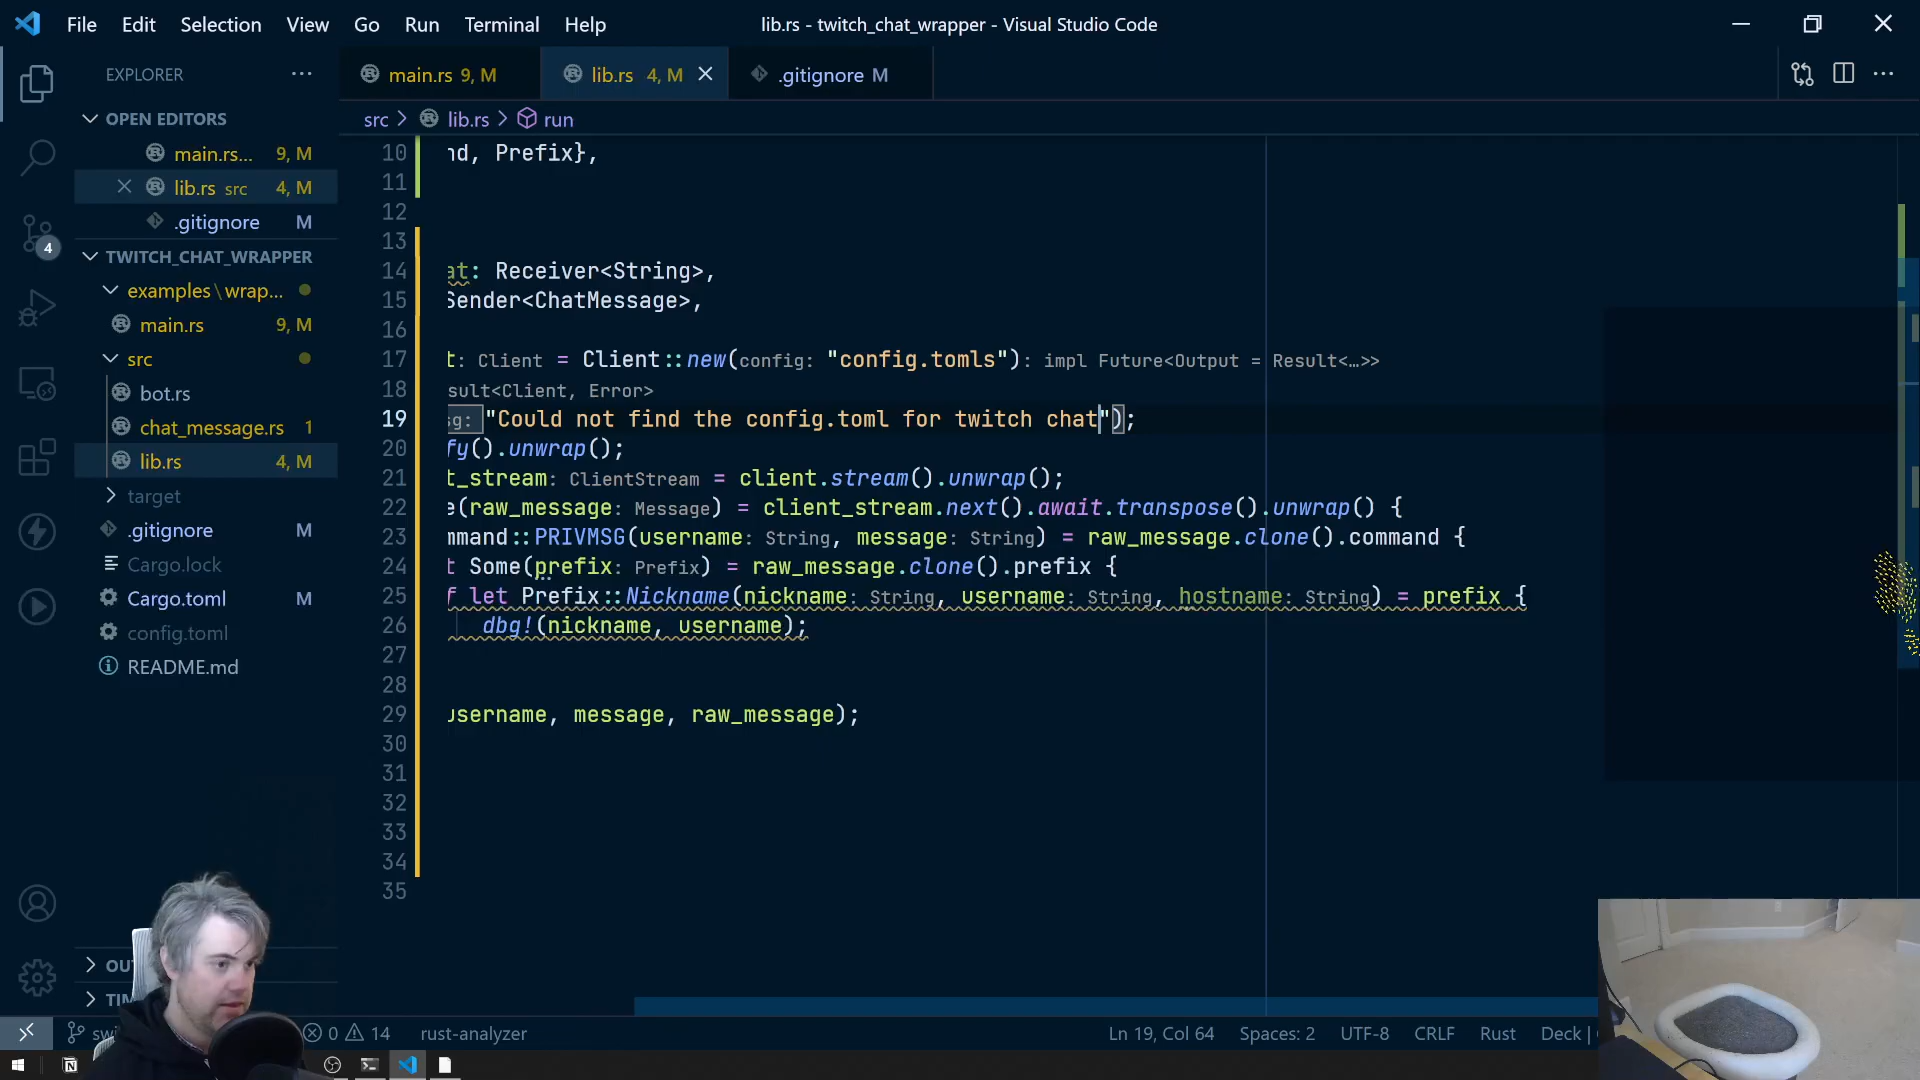 File Edit Selection View Go Run Terminal Help
lib.rs - twitch_chat_wrapper - Visual Studio Code
EXPLORER
main.rs 9, M
lib.rs 4, M
.gitignore M
OPEN EDITORS
src > lib.rs > run
main.rs... 9, M
lib.rs src 4, M
.gitignore M
4
TWITCH_CHAT_WRAPPER
examples\wrap...
main.rs 9, M
src
bot.rs
chat_message.rs 1
lib.rs 4, M
target
.gitignore M
Cargo.lock
Cargo.toml M
config.toml
README.md
10 nd, Prefix},
11
12
13
14 at: Receiver<String>,
15 Sender<ChatMessage>,
16
17 t: Client = Client::new(config: "config.tomls"): impl Future<Output = Result<…>>
18 sult<Client, Error>
19 sg: "Could not find the config.toml for twitch chat");
20 fy().unwrap();
21 t_stream: ClientStream = client.stream().unwrap();
22 e(raw_message: Message) = client_stream.next().await.transpose().unwrap() {
23 mmand::PRIVMSG(username: String, message: String) = raw_message.clone().command {
24 t Some(prefix: Prefix) = raw_message.clone().prefix {
25 f let Prefix::Nickname(nickname: String, username: String, hostname: String) = prefix {
26 dbg!(nickname, username);
27
28
29 username, message, raw_message);
30
31
32
33
34
35
OU
TI
swi
0 14 rust-analyzer
Ln 19, Col 64 Spaces: 2 UTF-8 CRLF Rust Deck